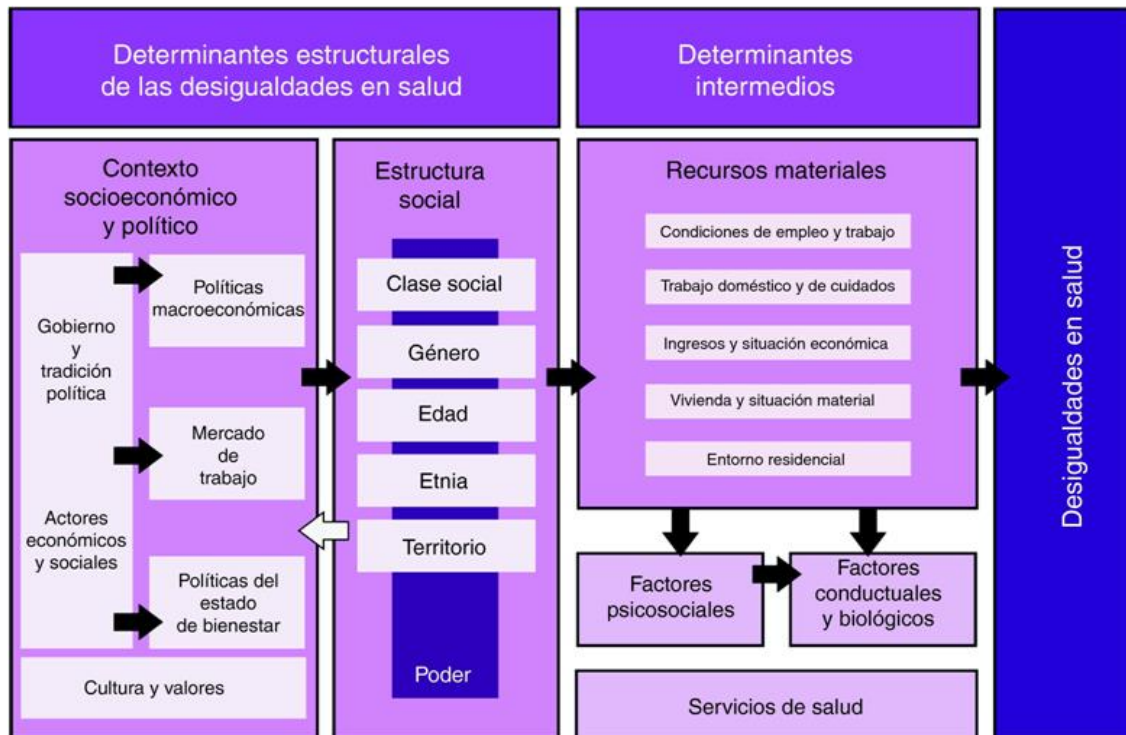 Determinantes estructurales
de las desigualdades en salud
Determinantes
intermedios
Contexto
socioeconómico
y político
Gobierno
y
tradición
política
Actores
económicos
y sociales
Políticas
macroeconómicas
Mercado
de
trabajo
Políticas del
estado
de bienestar
Cultura y valores
Estructura
social
Clase social
Género
Edad
Etnia
Territorio
Poder
Recursos materiales
Condiciones de empleo y trabajo
Trabajo doméstico y de cuidados
Ingresos y situación económica
Vivienda y situación material
Entorno residencial
Factores
psicosociales
Factores
conductuales
y biológicos
Servicios de salud
Desigualdades en salud